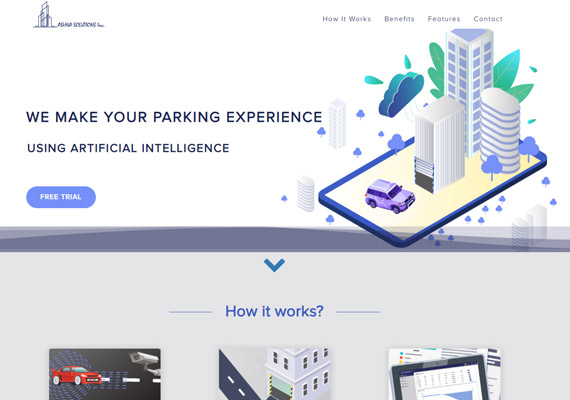 ASHNA SOLUTIONS Inc.
How It Works Benefits Features Contact
WE MAKE YOUR PARKING EXPERIENCE
USING ARTIFICIAL INTELLIGENCE
FREE TRIAL
How it works?